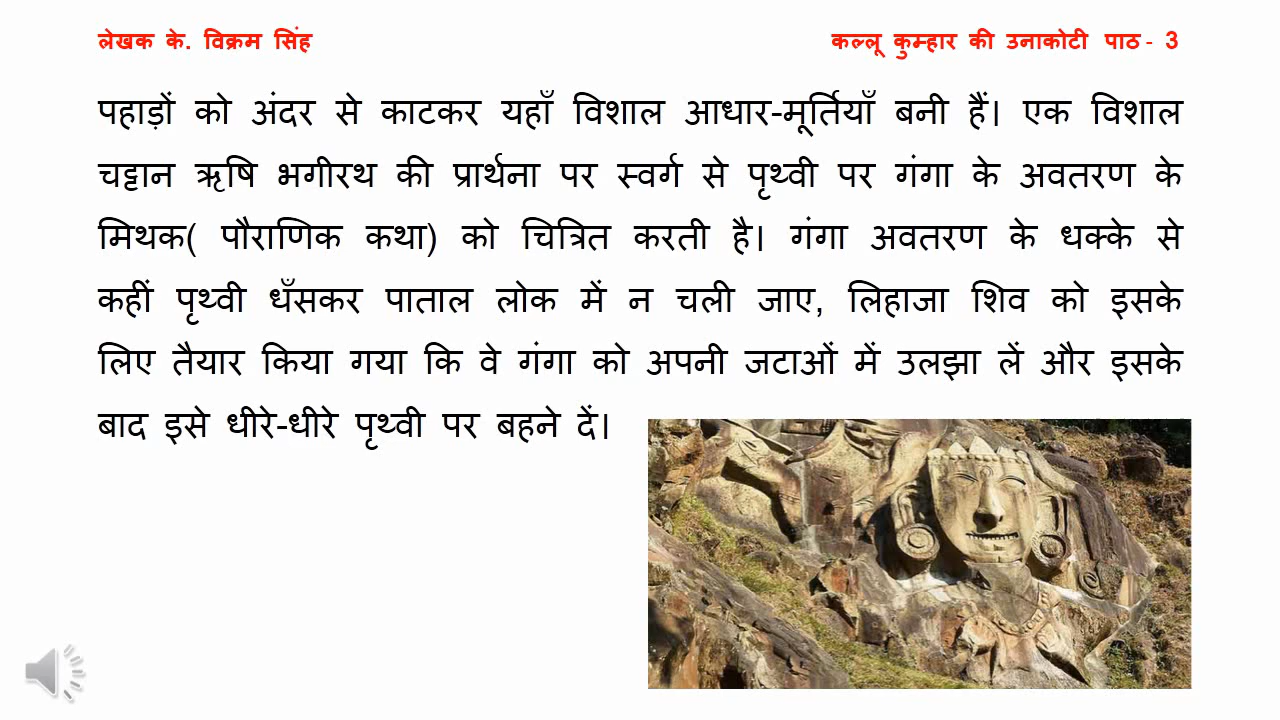 लेखक के. विक्रम सिंह
कल्लू कुम्हार की उनाकोटी पाठ - 3
पहाड़ों को अंदर से काटकर यहाँ विशाल आधार-मूर्तियाँ बनी हैं। एक विशाल
चट्टान ऋषि भगीरथ की प्रार्थना पर स्वर्ग से पृथ्वी पर गंगा के अवतरण के
मिथक( पौराणिक कथा) को चित्रित करती है। गंगा अवतरण के धक्के से
कहीं पृथ्वी धँसकर पाताल लोक में न चली जाए, लिहाजा शिव को इसके
लिए तैयार किया गया कि वे गंगा को अपनी जटाओं में उलझा लें और इसके
बाद इसे धीरे-धीरे पृथ्वी पर बहने दें।